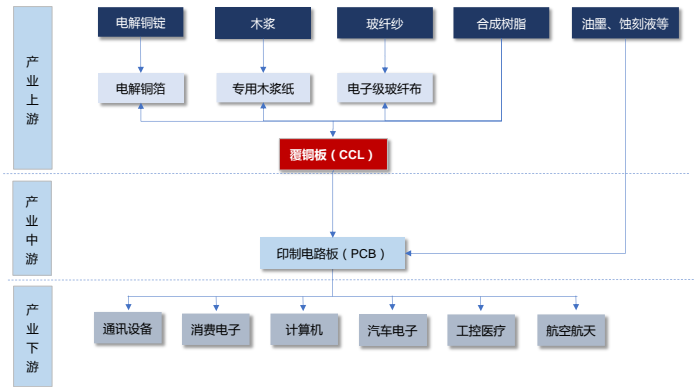 产业上游
电解铜锭
木浆
玻纤纱
合成树脂
油墨、蚀刻液等
电解铜箔
专用木浆纸
电子级玻纤布
覆铜板（CCL）
产业中游
印制电路板（PCB）
产业下游
通讯设备
消费电子
计算机
汽车电子
工控医疗
航空航天